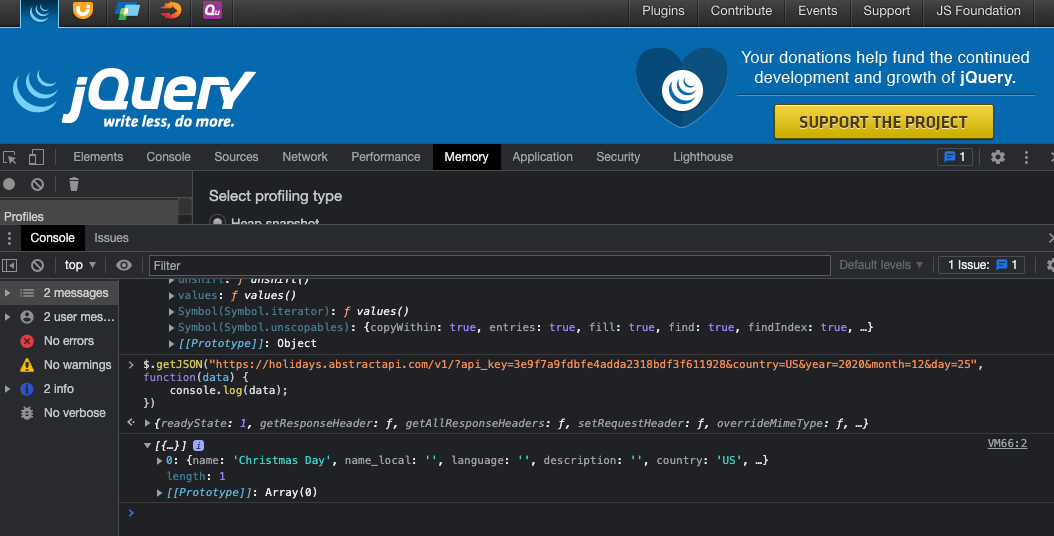 Qu
Plugins Contribute Events Support JS Foundation
Your donations help fund the continued
development and growth of jQuery.
jQuery
write less, do more.
SUPPORT THE PROJECT
Elements Console Sources Network Performance Memory Application Security Lighthouse 1
Select profiling type
Profiles
Heap snapshot
Console Issues
top ▼ Filter Default levels ▼ 1 Issue: 1
unshift: ƒ unshift()
2 messages
values: ƒ values()
Symbol(Symbol.iterator): ƒ values()
2 user mes...
Symbol(Symbol.unscopables): {copyWithin: true, entries: true, fill: true, find: true, findIndex: true, …}
No errors
[[Prototype]]: Object
No warnings
$.getJSON("https://holidays.abstractapi.com/v1/?api_key=3e9f7a9fdbfe4adda2318bdf3f611928&country=US&year=2020&month=12&day=25",
function(data) {
2 info
console.log(data);
})
No verbose
{readyState: 1, getResponseHeader: ƒ, getAllResponseHeaders: ƒ, setRequestHeader: ƒ, overrideMimeType: ƒ, …}
[{…}] i VM66:2
0: {name: 'Christmas Day', name_local: '', language: '', description: '', country: 'US', …}
length: 1
[[Prototype]]: Array(0)